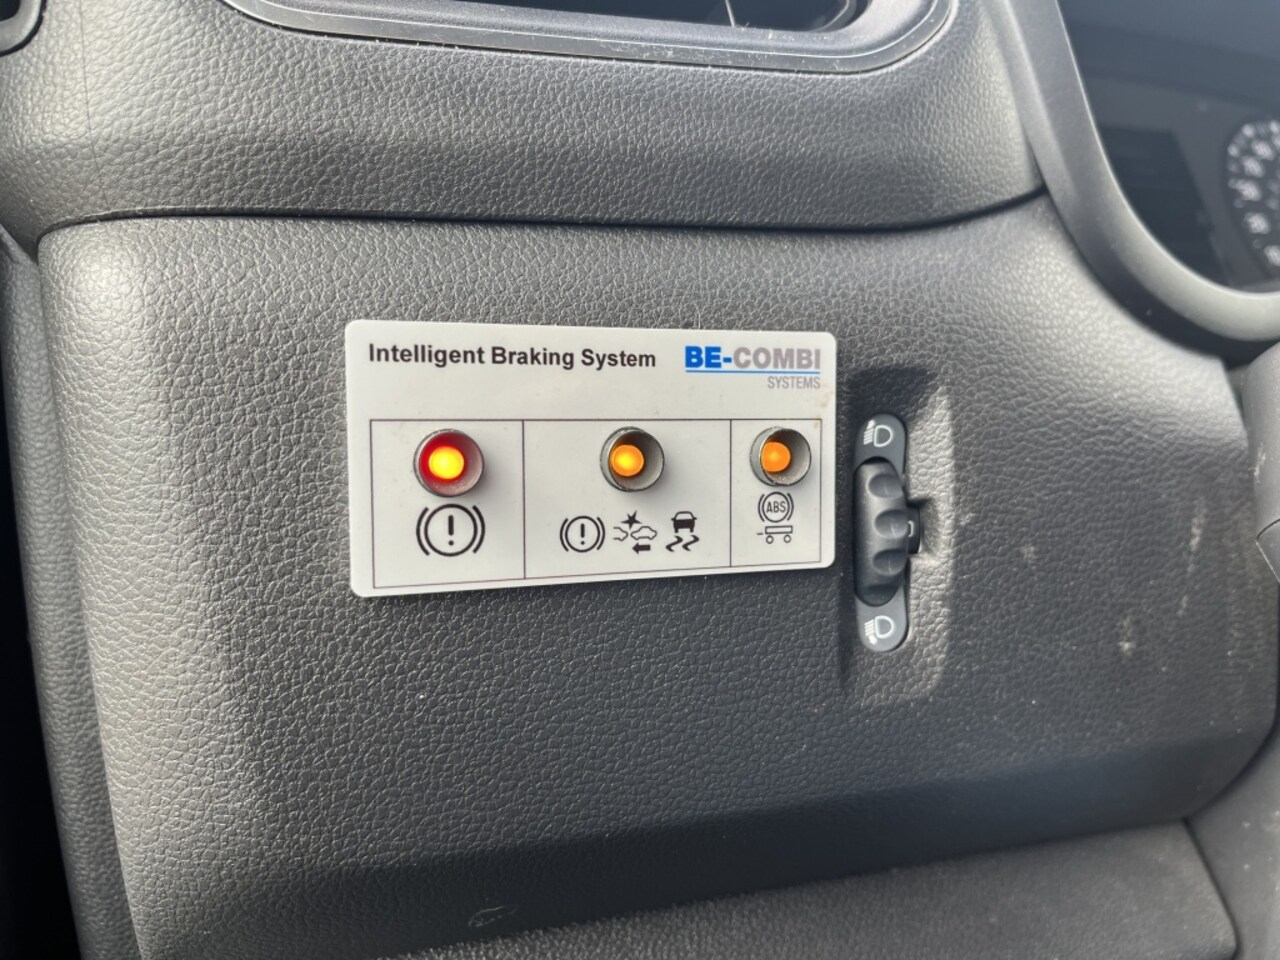 Intelligent Braking System
BE-COMBI
SYSTEMS
ABS